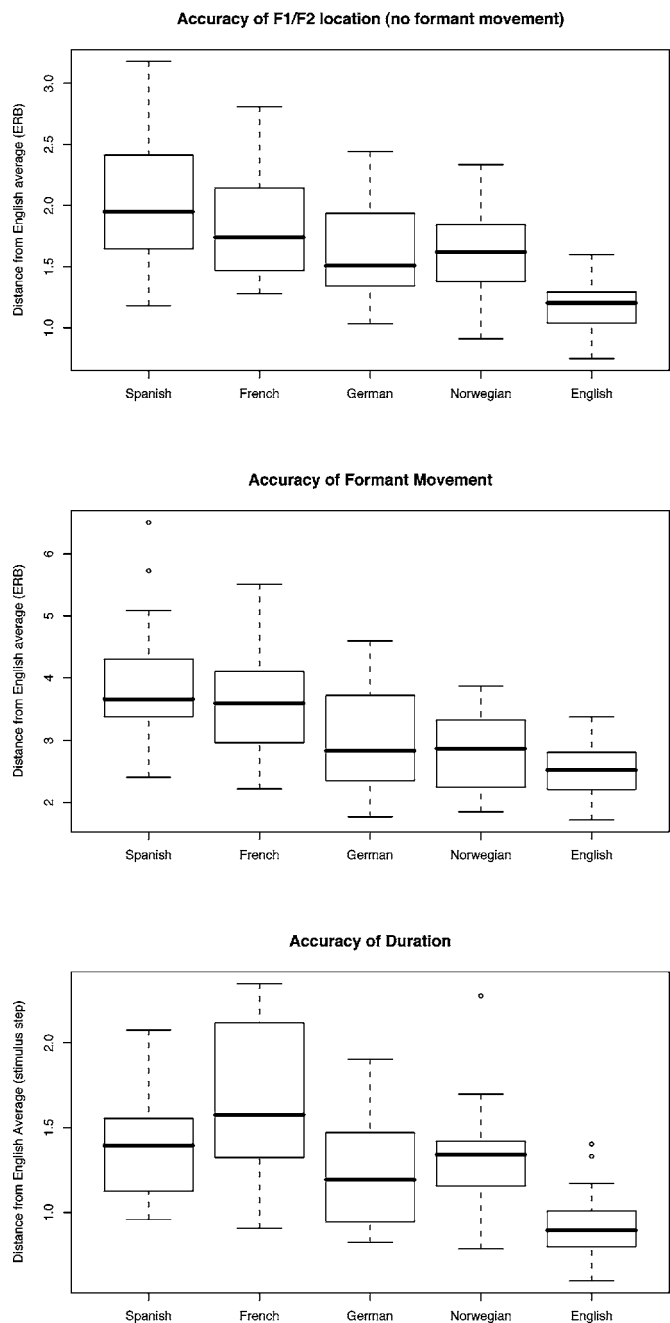 Accuracy of F1/F2 location (no formant movement)
Distance from English average (ERB)
3.0
2.5
2.0
1.5
1.0
Spanish French German Norwegian English
Accuracy of Formant Movement
Distance from English average (ERB)
6
5
4
3
2
Spanish French German Norwegian English
Accuracy of Duration
Distance from English Average (stimulus step)
2.0
1.5
1.0
Spanish French German Norwegian English